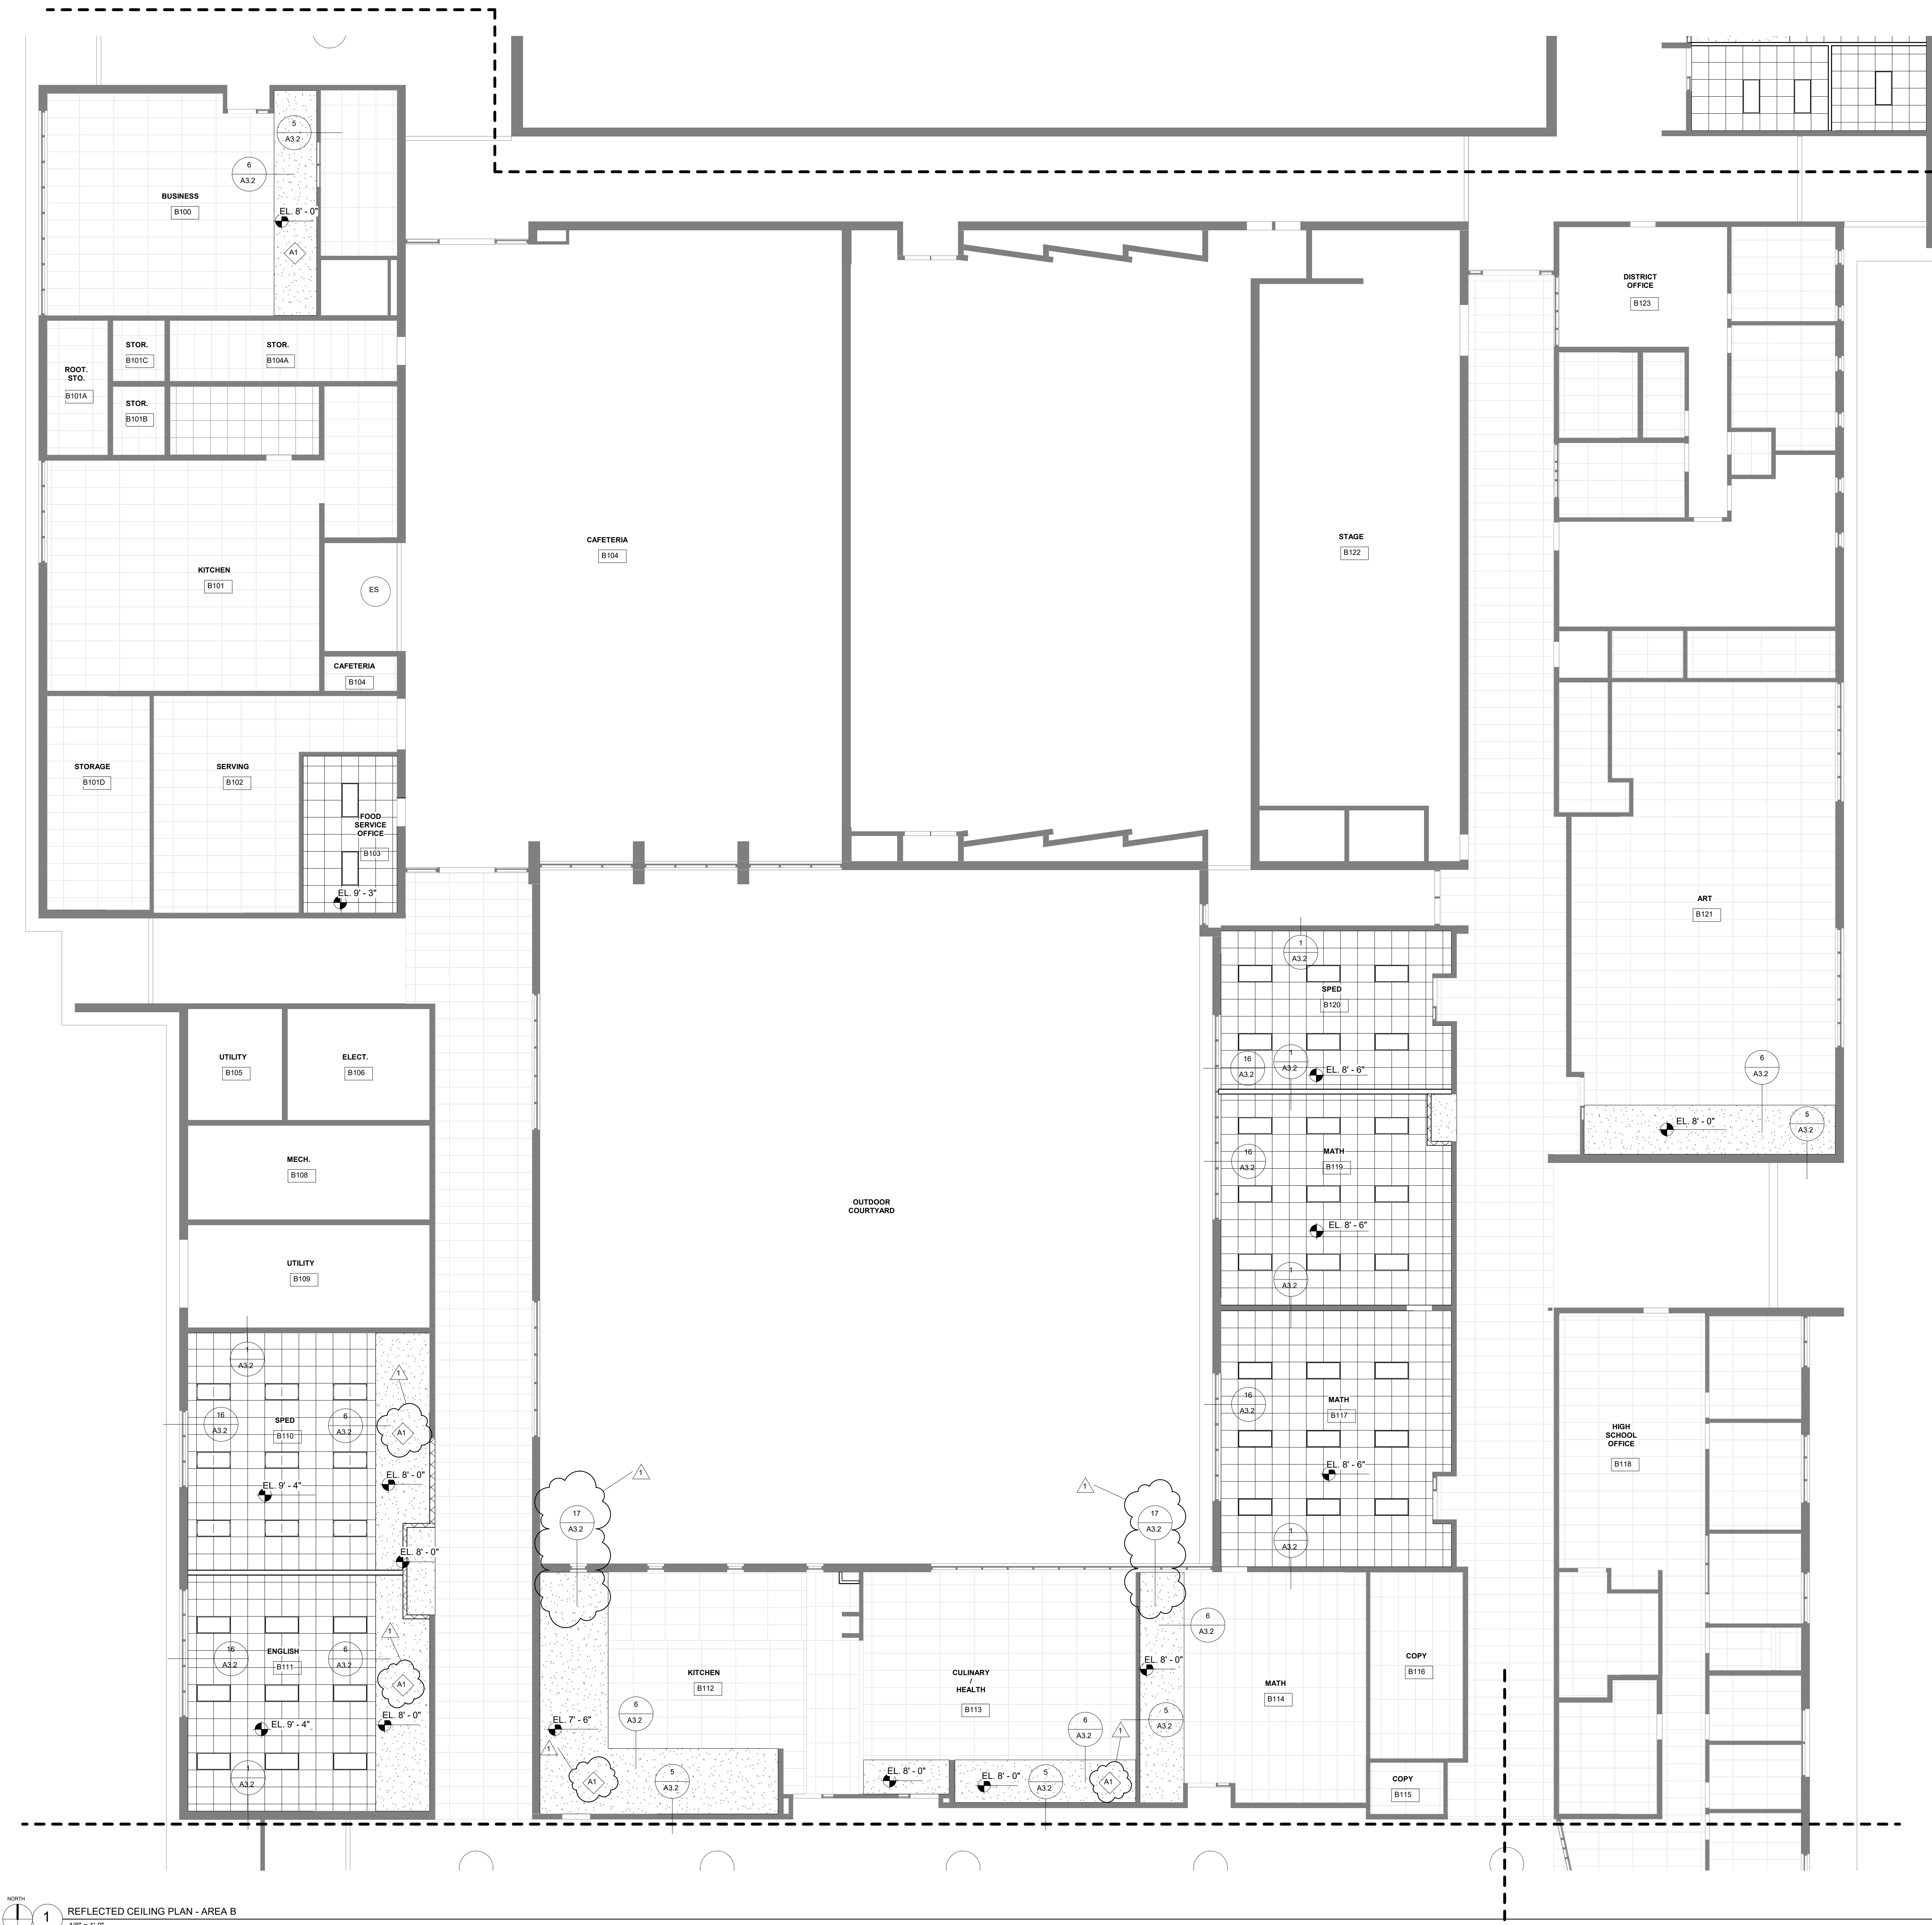 5
A3.2
6
A3.2
BUSINESS
B100
EL. 8' - 0"
A1
DISTRICT
OFFICE
B123
STOR.
B101C
STOR.
B104A
ROOT.
STO.
B101A
STOR.
B101B
CAFETERIA
B104
STAGE
B122
KITCHEN
B101
ES
CAFETERIA
B104
STORAGE
B101D
SERVING
B102
FOOD
SERVICE
OFFICE
B103
EL. 9' - 3"
ART
B121
1
A3.2
SPED
B120
16
A3.2
1
A3.2
EL. 8' - 6"
6
A3.2
EL. 8' - 0"
5
A3.2
UTILITY
B105
ELECT.
B106
MECH.
B108
16
A3.2
MATH
B119
EL. 8' - 6"
1
A3.2
OUTDOOR
COURTYARD
UTILITY
B109
1
A3.2
1
16
A3.2
SPED
B110
6
A3.2
A1
EL. 9' - 4"
EL. 8' - 0"
EL. 8' - 0"
16
A3.2
MATH
B117
EL. 8' - 6"
1
A3.2
HIGH
SCHOOL
OFFICE
B118
1
17
A3.2
1
17
A3.2
1
16
A3.2
ENGLISH
B111
6
A3.2
A1
EL. 9' - 4"
EL. 8' - 0"
1
A3.2
KITCHEN
B112
6
A3.2
EL. 7' - 6"
1
A1
5
A3.2
CULINARY
/
HEALTH
B113
6
A3.2
1
EL. 8' - 0"
EL. 8' - 0"
5
A3.2
A1
6
A3.2
EL. 8' - 0"
5
A3.2
MATH
B114
COPY
B116
COPY
B115
NORTH
1
REFLECTED CEILING PLAN - AREA B